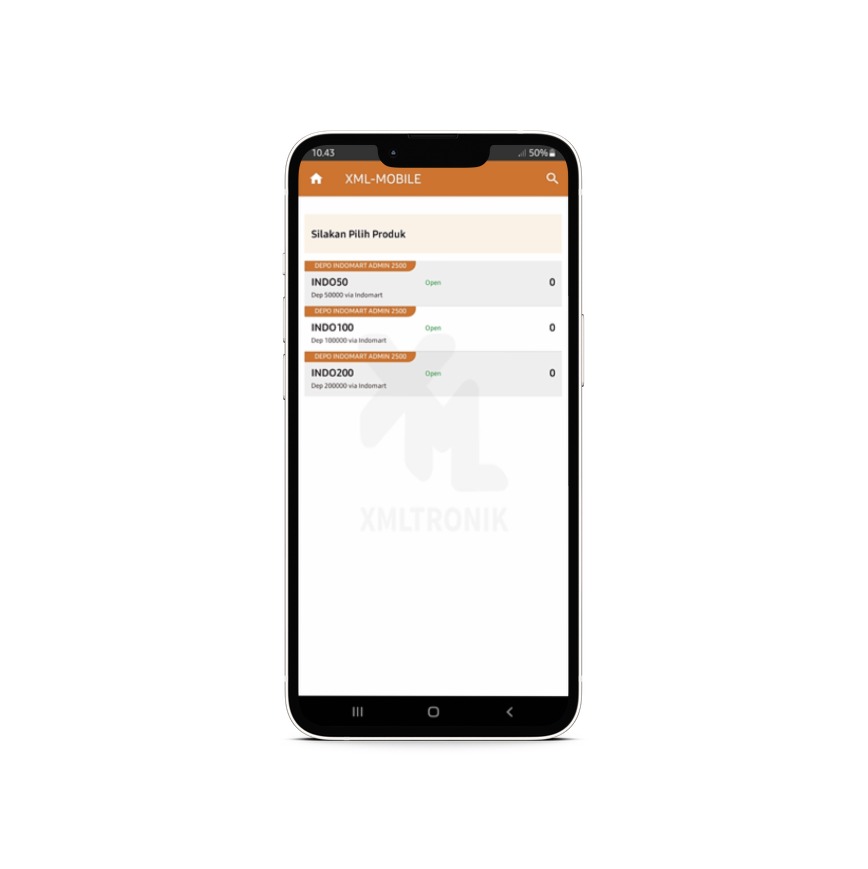 10.43
50%
XML-MOBILE
Silakan Pilih Produk
DEPO INDOMART ADMIN 2500
INDO50 Open 0
Dep 50000 via Indomart
DEPO INDOMART ADMIN 2500
INDO100 Open 0
Dep 100000 via Indomart
DEPO INDOMART ADMIN 2500
INDO200 Open 0
Dep 200000 via Indomart
XML
XMLTRONIK